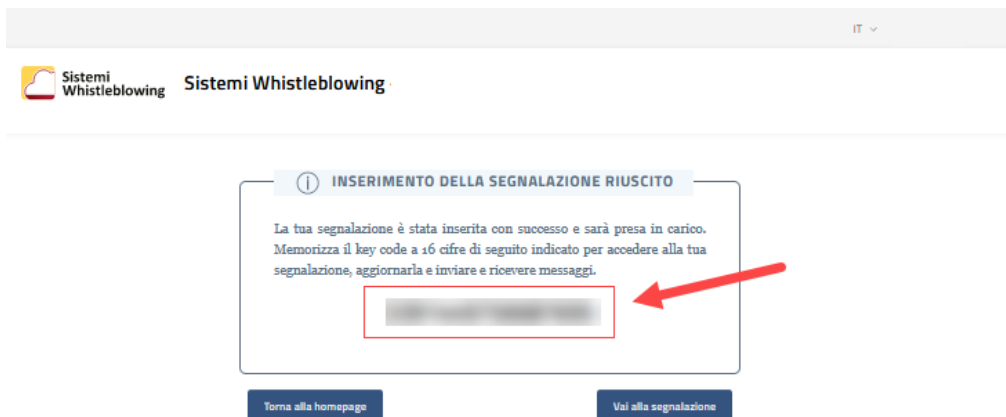 IT
Sistemi
Whistleblowing
Sistemi Whistleblowing
INSERIMENTO DELLA SEGNALAZIONE RIUSCITO
La tua segnalazione è stata inserita con successo e sarà presa in carico.
Memorizza il key code a 16 cifre di seguito indicato per accedere alla tua
segnalazione, aggiornarla e inviare e ricevere messaggi.
Torna alla homepage
Vai alla segnalazione